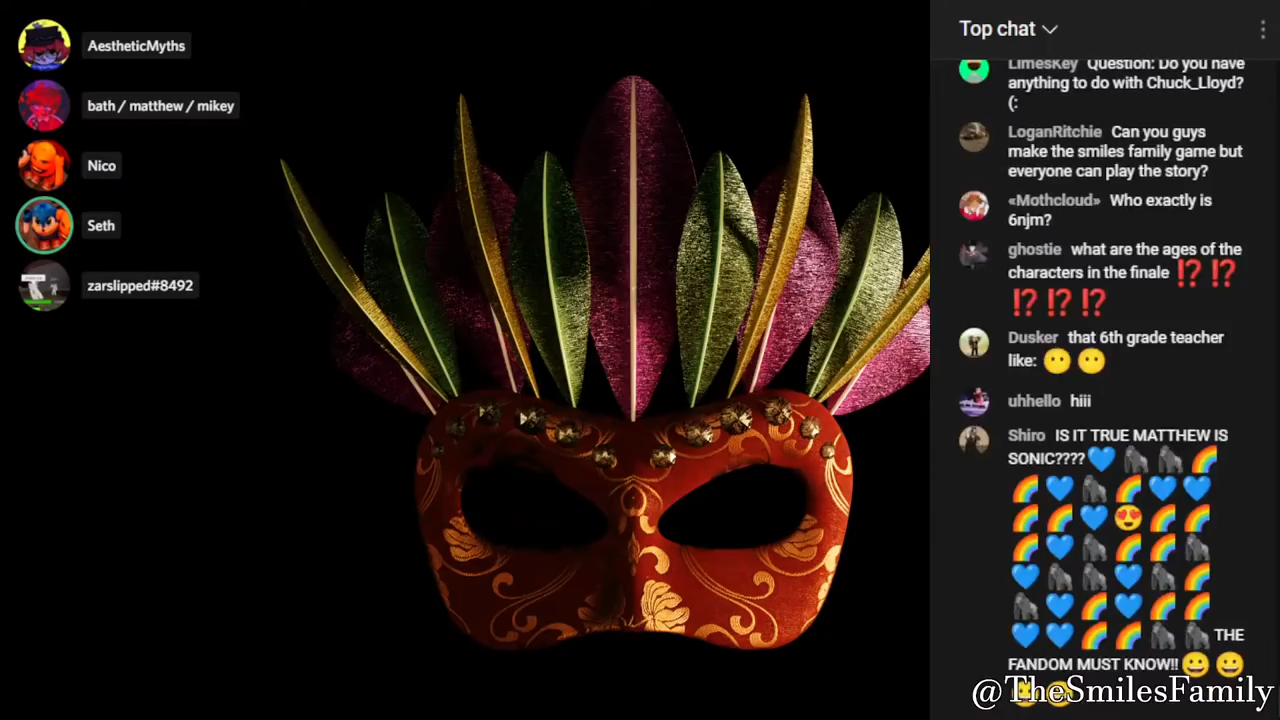 AestheticMyths
bath / matthew / mikey
Nico
Seth
zarslipped#8492
Top chat
LimesKey Question: Do you have
anything to do with Chuck_Lloyd?
(:
LoganRitchie Can you guys
make the smiles family game but
everyone can play the story?
«Mothcloud» Who exactly is
6njm?
ghostie what are the ages of the
characters in the finale ⁉️ ⁉️
⁉️ ⁉️ ⁉️
Dusker that 6th grade teacher
like: 😶 😶
uhhello hiii
Shiro IS IT TRUE MATTHEW IS
SONIC???? 💙 🦍 🦍 🌈
🌈 💙 🦍 🌈 💙 💙
🌈 🌈 💙 😍 🌈 🌈
🌈 💙 🦍 🌈 🌈 🦍
💙 🦍 🦍 💙 🦍 🌈
🦍 💙 🌈 💙 🌈 🌈
💙 💙 🌈 🌈 🦍 🦍 THE
FANDOM MUST KNOW!! 😀 😀
@TheSmilesFamily